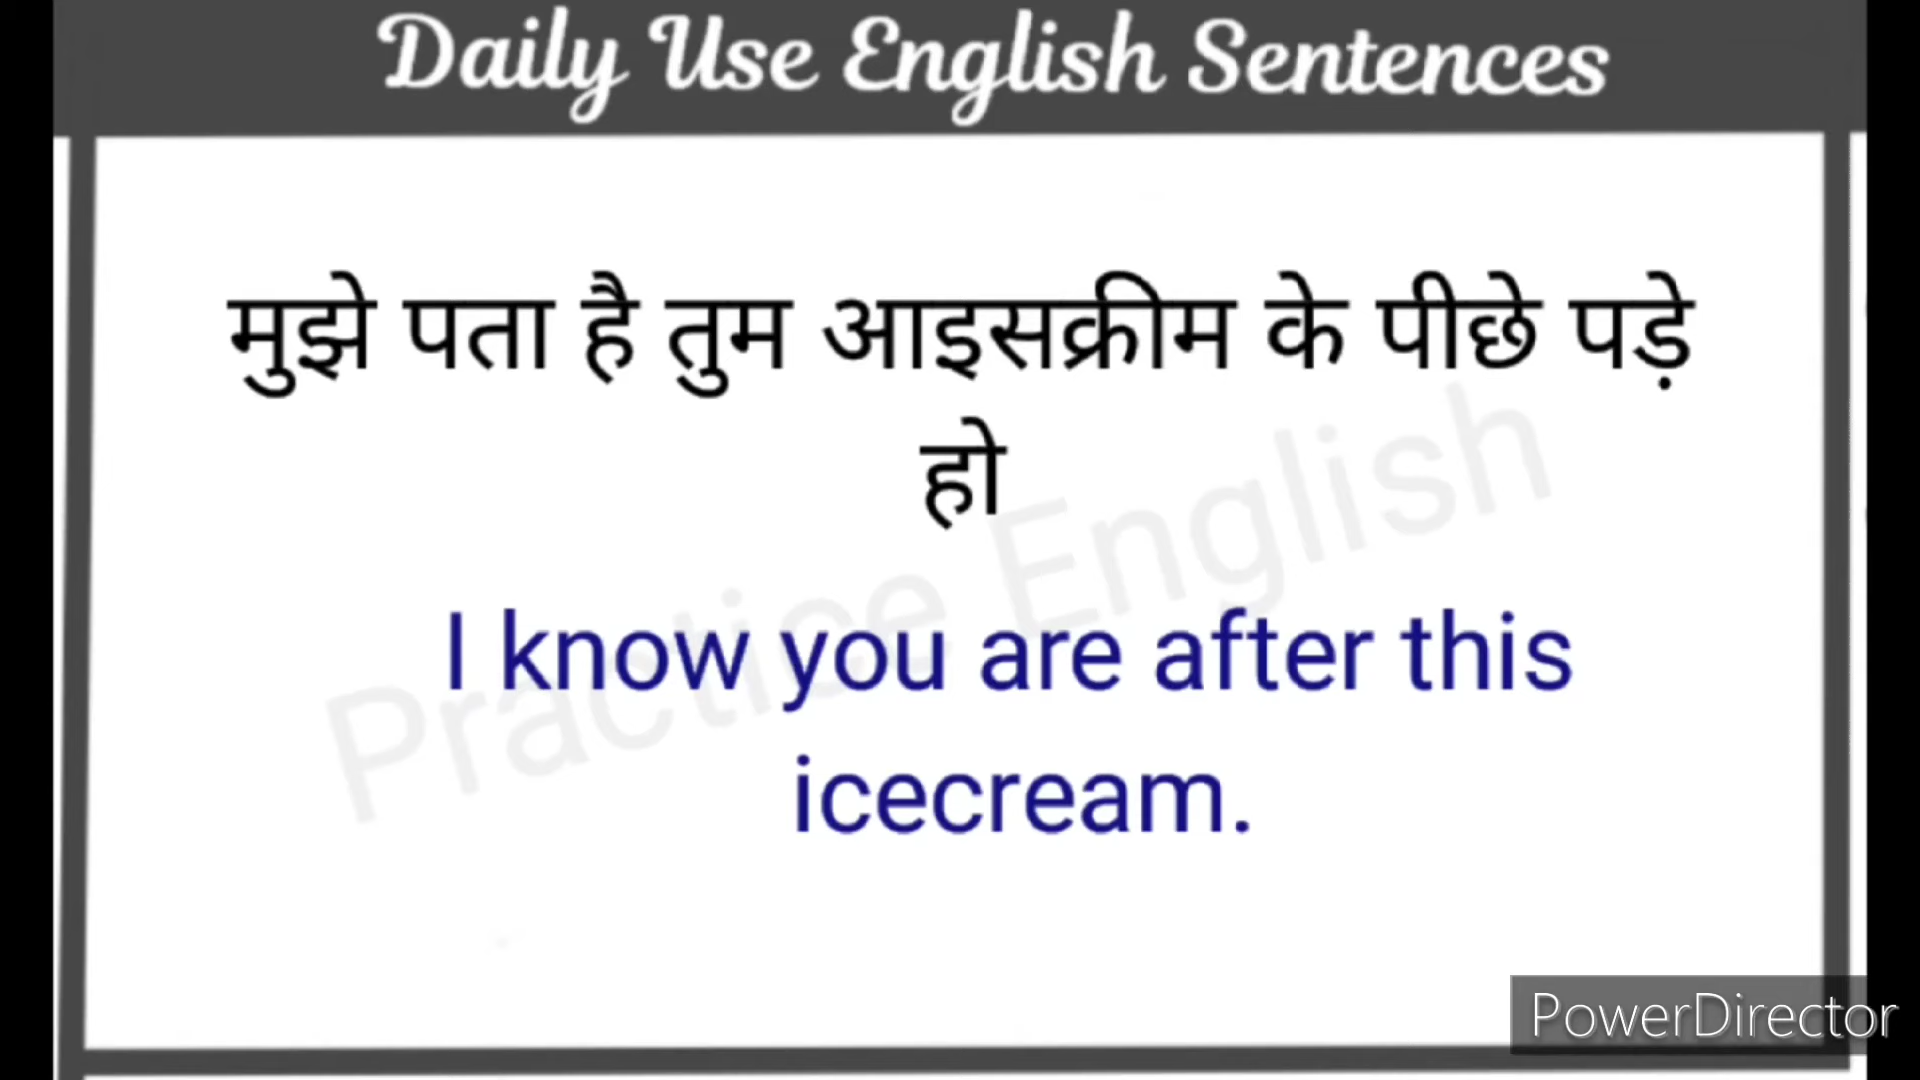 Daily Use English Sentences
मुझे पता है तुम आइसक्रीम के पीछे पड़े
हो
Practice English
I know you are after this
icecream.
PowerDirector